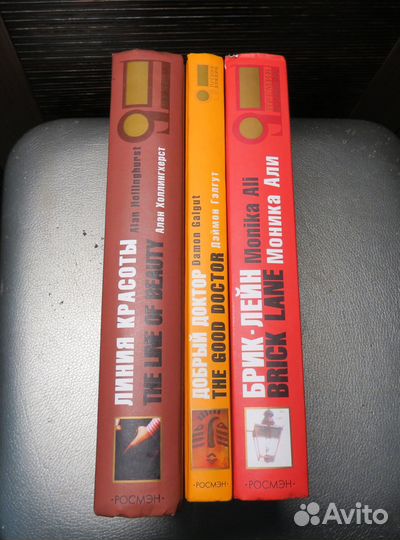 ЛИНИЯ КРАСОТЫ Alan Hollinghurst
THE LINE OF BEAUTY Алан Холлингхерст
·РОСМЭН·
ДОБРЫЙ ДОКТОР Damon Galgut
THE GOOD DOCTOR Дэймон Гэлгут
·РОСМЭН·
БРИК-ЛЕЙН Monika Ali
BRICK LANE Моника Али
·РОСМЭН·
Avito